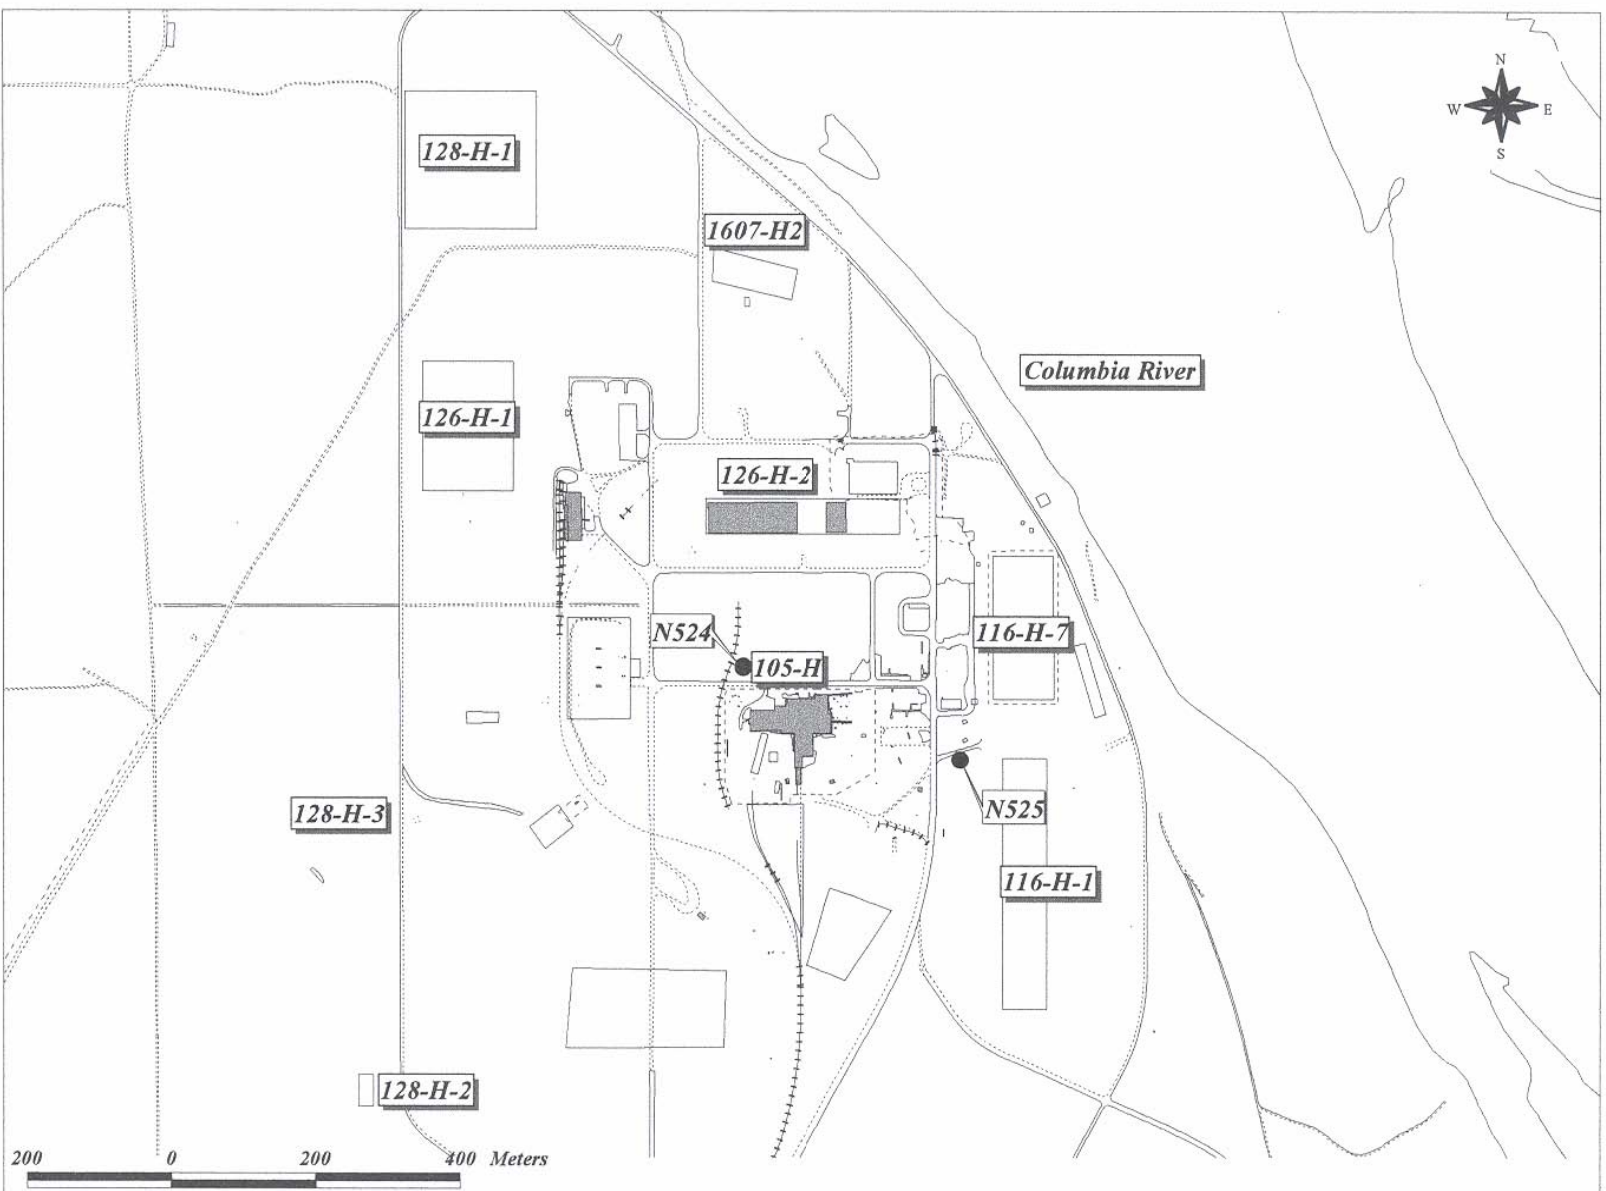 N
W E
S
128-H-1
1607-H2
Columbia River
126-H-1
126-H-2
N524
116-H-7
105-H
128-H-3
N525
116-H-1
128-H-2
200 0 200 400 Meters